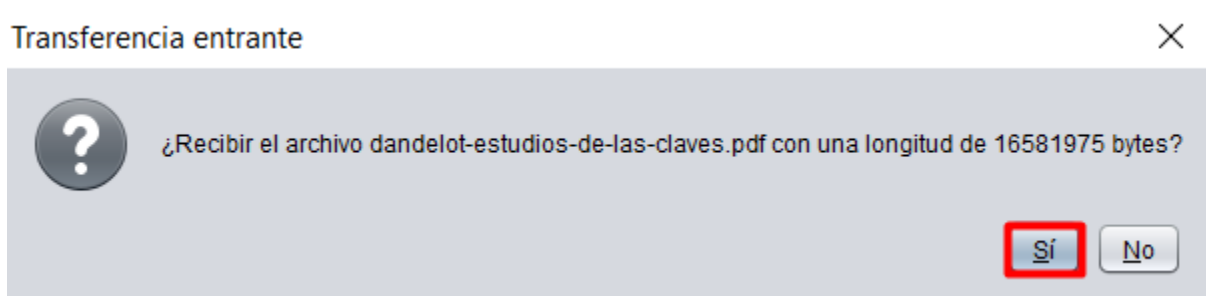 Transferencia entrante
¿Recibir el archivo dandelot-estudios-de-las-claves.pdf con una longitud de 16581975 bytes?
Sí No